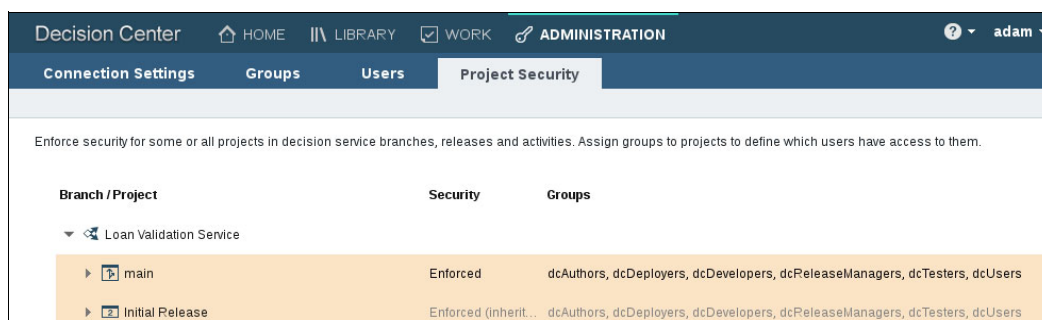 Decision Center HOME LIBRARY WORK ADMINISTRATION ? adam
Connection Settings Groups Users Project Security
Enforce security for some or all projects in decision service branches, releases and activities. Assign groups to projects to define which users have access to them.
Branch / Project Security Groups
Loan Validation Service
main Enforced dcAuthors, dcDeployers, dcDevelopers, dcReleaseManagers, dcTesters, dcUsers
2 Initial Release Enforced (inherit... dcAuthors, dcDeployers, dcDevelopers, dcReleaseManagers, dcTesters, dcUsers